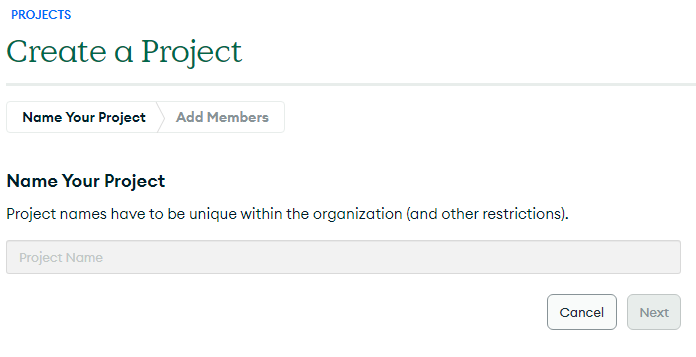 PROJECTS
Create a Project
Name Your Project
Add Members
Name Your Project
Project names have to be unique within the organization (and other restrictions).
Project Name
Cancel
Next